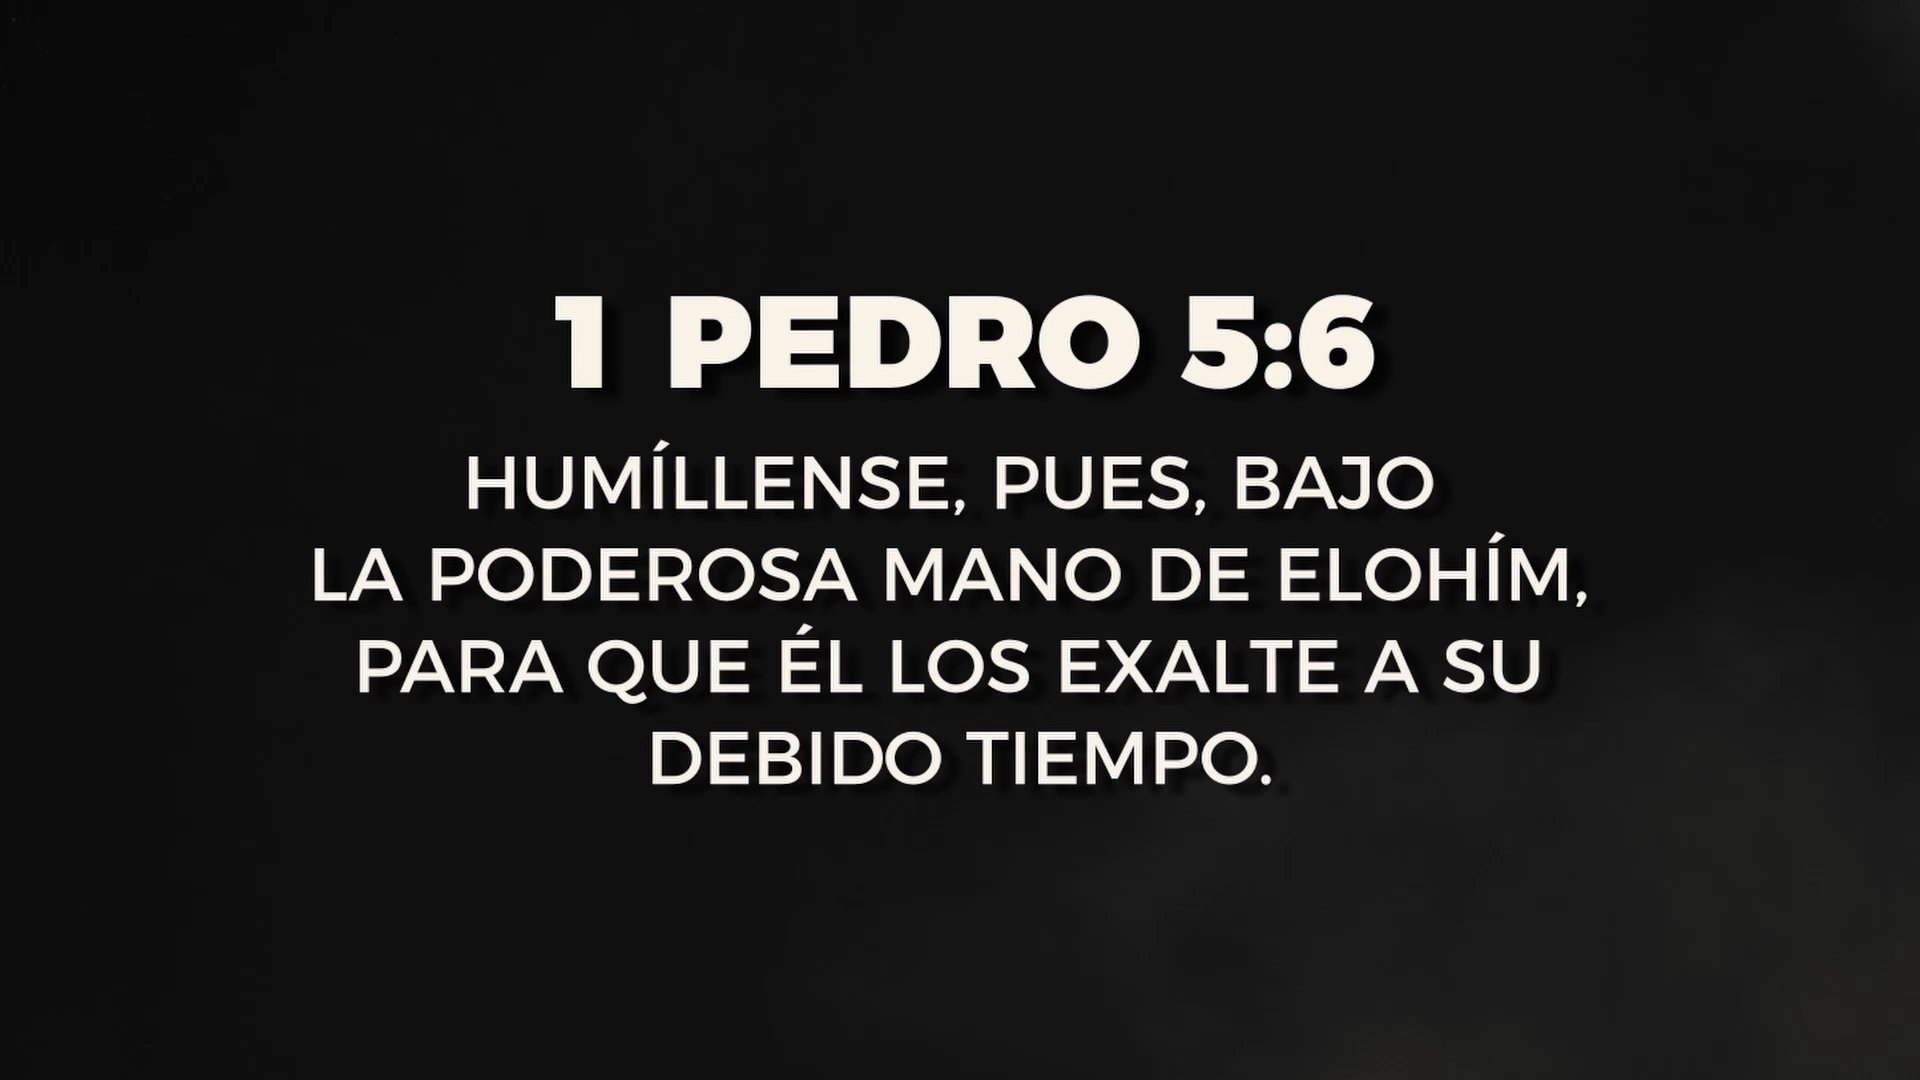 1 PEDRO 5:6
HUMÍLLENSE, PUES, BAJO
LA PODEROSA MANO DE ELOHÍM,
PARA QUE ÉL LOS EXALTE A SU
DEBIDO TIEMPO.